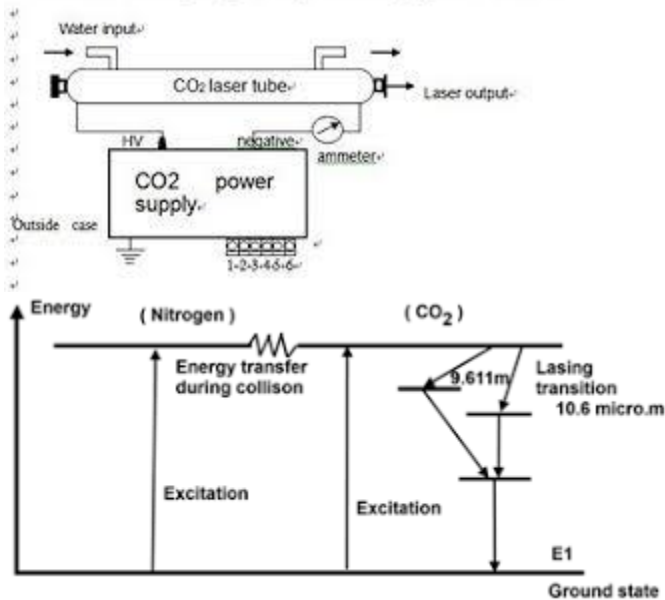 Water input
CO2 laser tube
Laser output
HV
negative
ammeter
CO2 power
supply
Outside case
1-2-3-4-5-6
Energy
( Nitrogen )
( CO2 )
Energy transfer
during collison
9.611m
Lasing
transition
10.6 micro.m
Excitation
Excitation
E1
Ground state